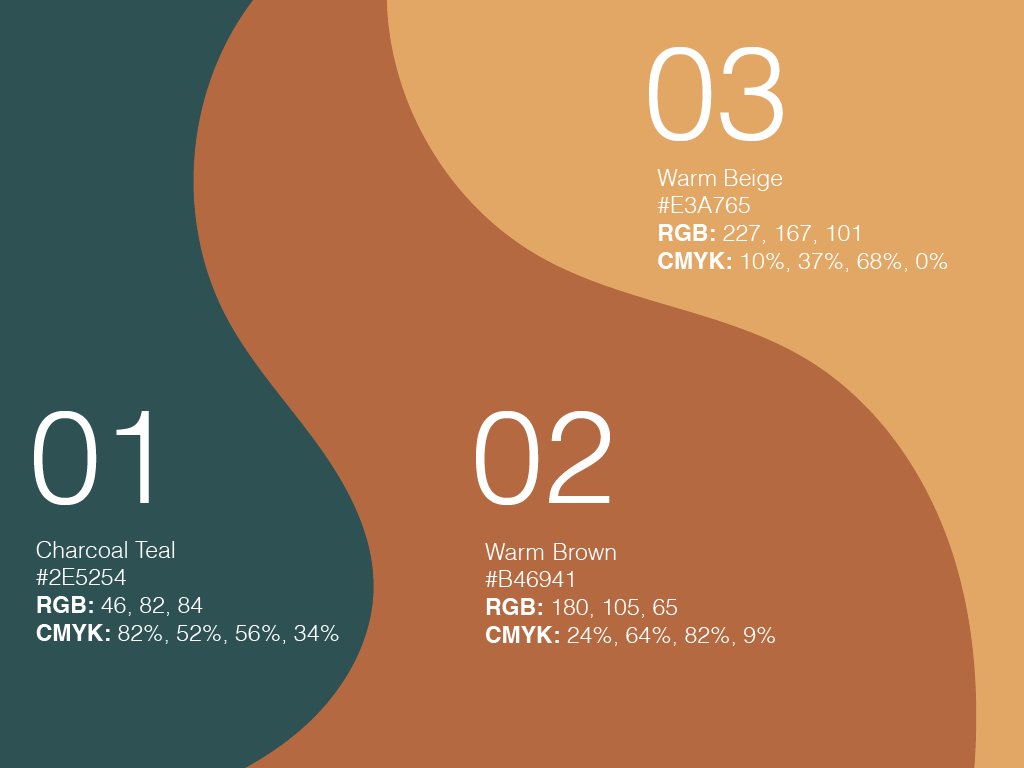 01
Charcoal Teal
#2E5254
RGB: 46, 82, 84
CMYK: 82%, 52%, 56%, 34%
02
Warm Brown
#B46941
RGB: 180, 105, 65
CMYK: 24%, 64%, 82%, 9%
03
Warm Beige
#E3A765
RGB: 227, 167, 101
CMYK: 10%, 37%, 68%, 0%